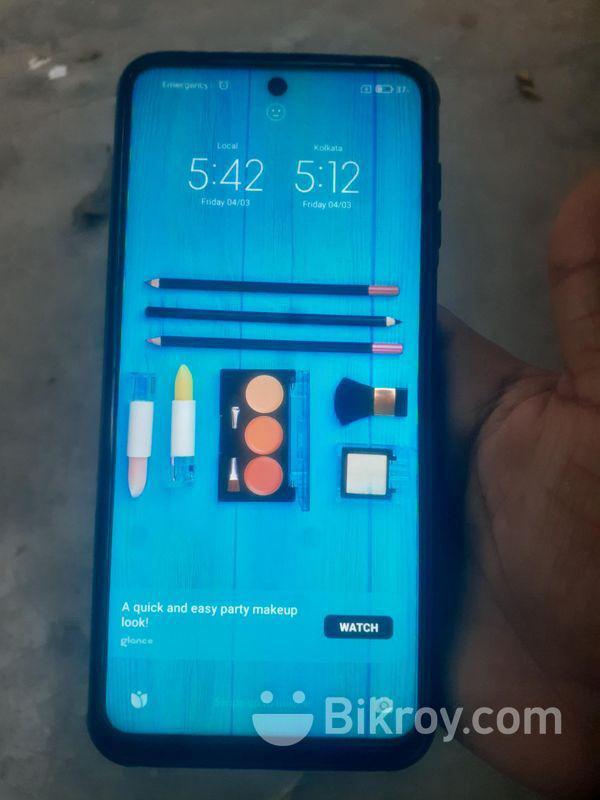 Emergency
37
Local
Kolkata
5:42
5:12
Friday 04/03
Friday 04/03
A quick and easy party makeup
look!
WATCH
glance
Bikroy.com